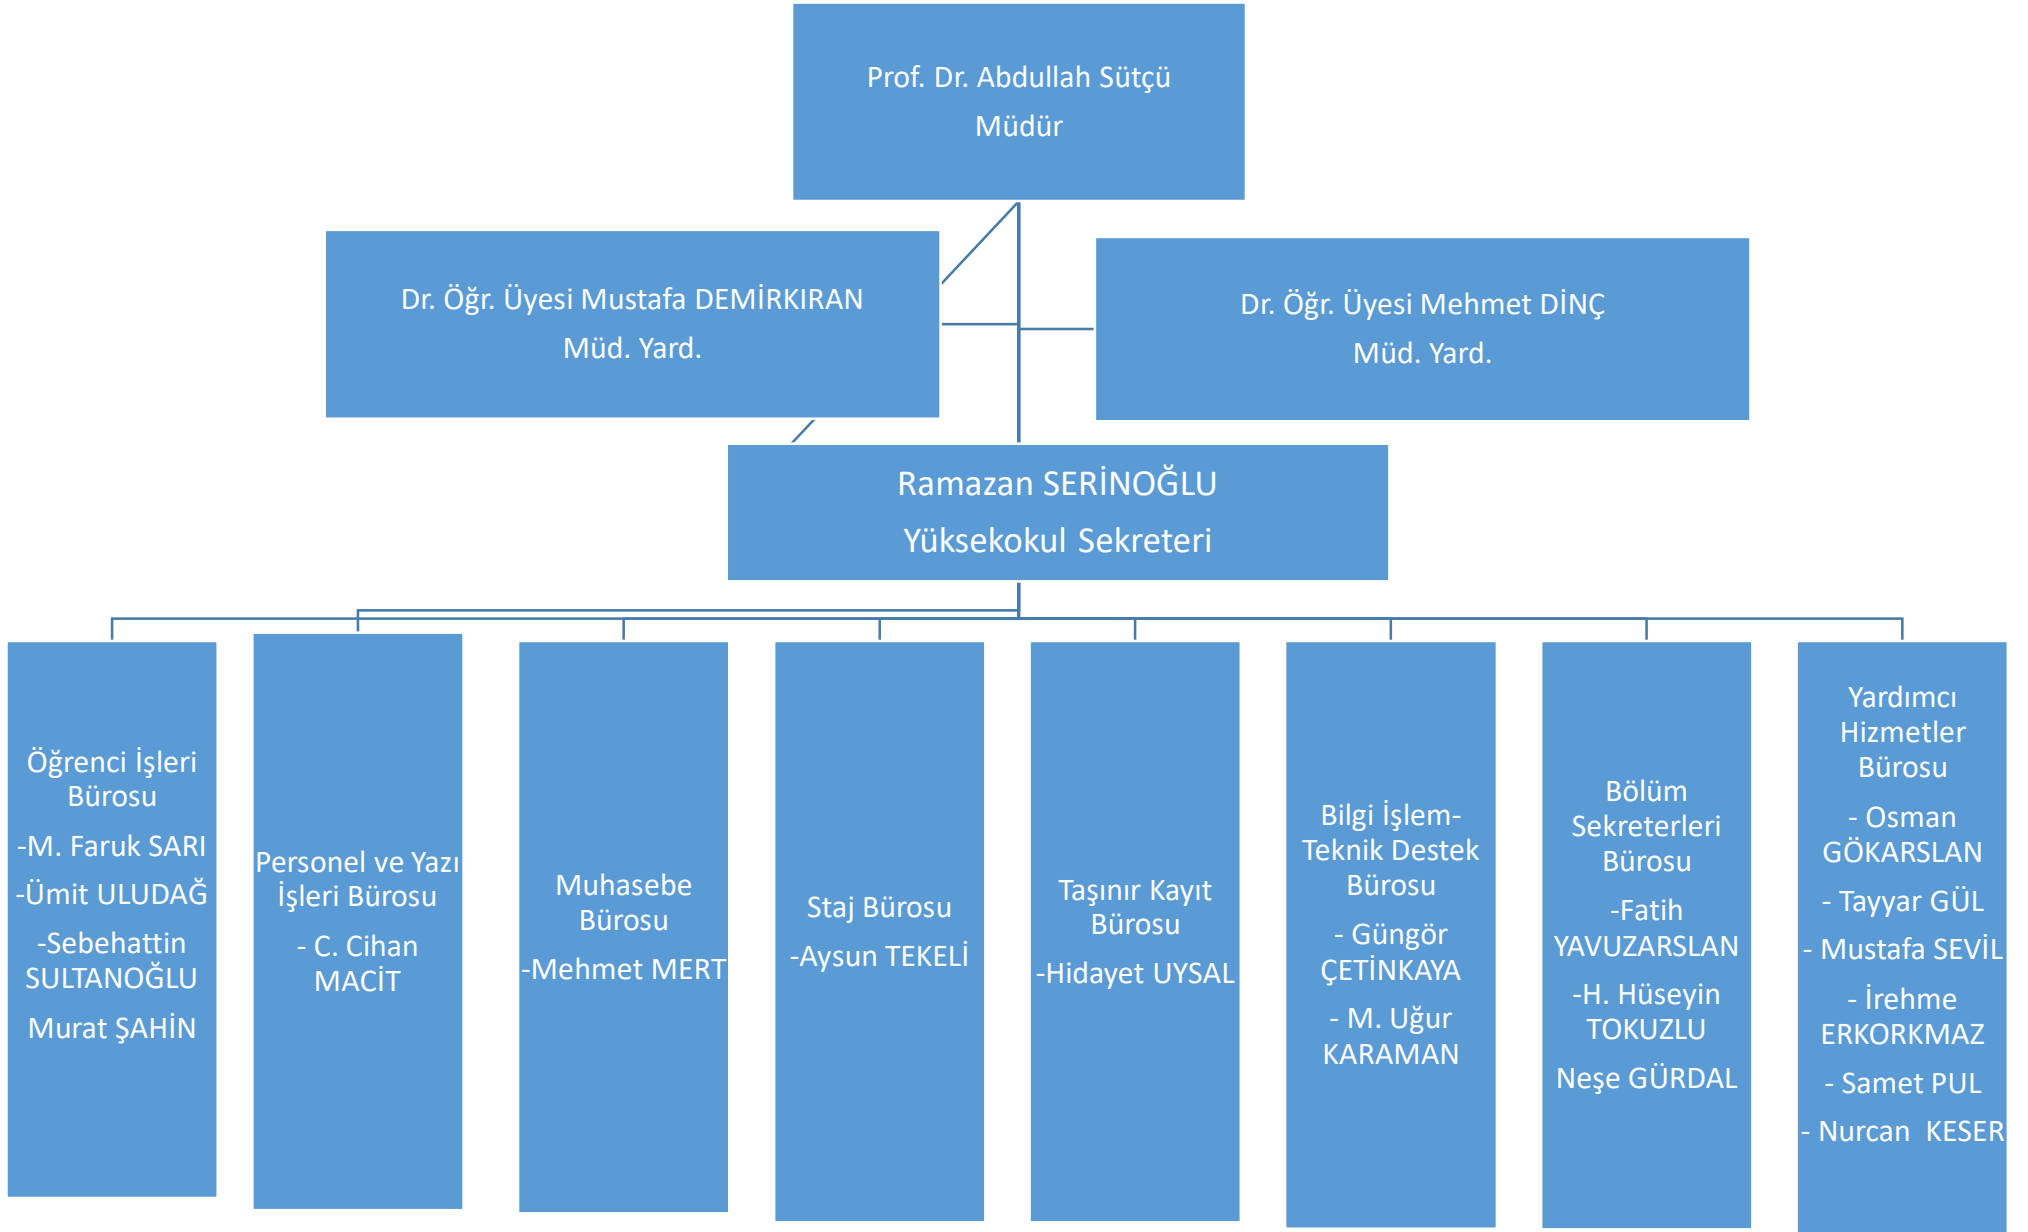 Prof. Dr. Abdullah Sütçü
Müdür
Dr. Öğr. Üyesi Mustafa DEMİRKIRAN
Müd. Yard.
Dr. Öğr. Üyesi Mehmet DİNÇ
Müd. Yard.
Ramazan SERİNOĞLU
Yüksekokul Sekreteri
Öğrenci İşleri
Bürosu
-M. Faruk SARI
-Ümit ULUDAĞ
-Sebehattin
SULTANOĞLU
Murat ŞAHİN
Personel ve Yazı
İşleri Bürosu
- C. Cihan
MACİT
Muhasebe
Bürosu
-Mehmet MERT
Staj Bürosu
-Aysun TEKELİ
Taşınır Kayıt
Bürosu
-Hidayet UYSAL
Bilgi İşlem-
Teknik Destek
Bürosu
- Güngör
ÇETİNKAYA
- M. Uğur
KARAMAN
Bölüm
Sekreterleri
Bürosu
-Fatih
YAVUZARSLAN
-H. Hüseyin
TOKUZLU
Neşe GÜRDAL
Yardımcı
Hizmetler
Bürosu
- Osman
GÖKARSLAN
- Tayyar GÜL
- Mustafa SEVİL
- İrehme
ERKORKMAZ
- Samet PUL
- Nurcan  KESER